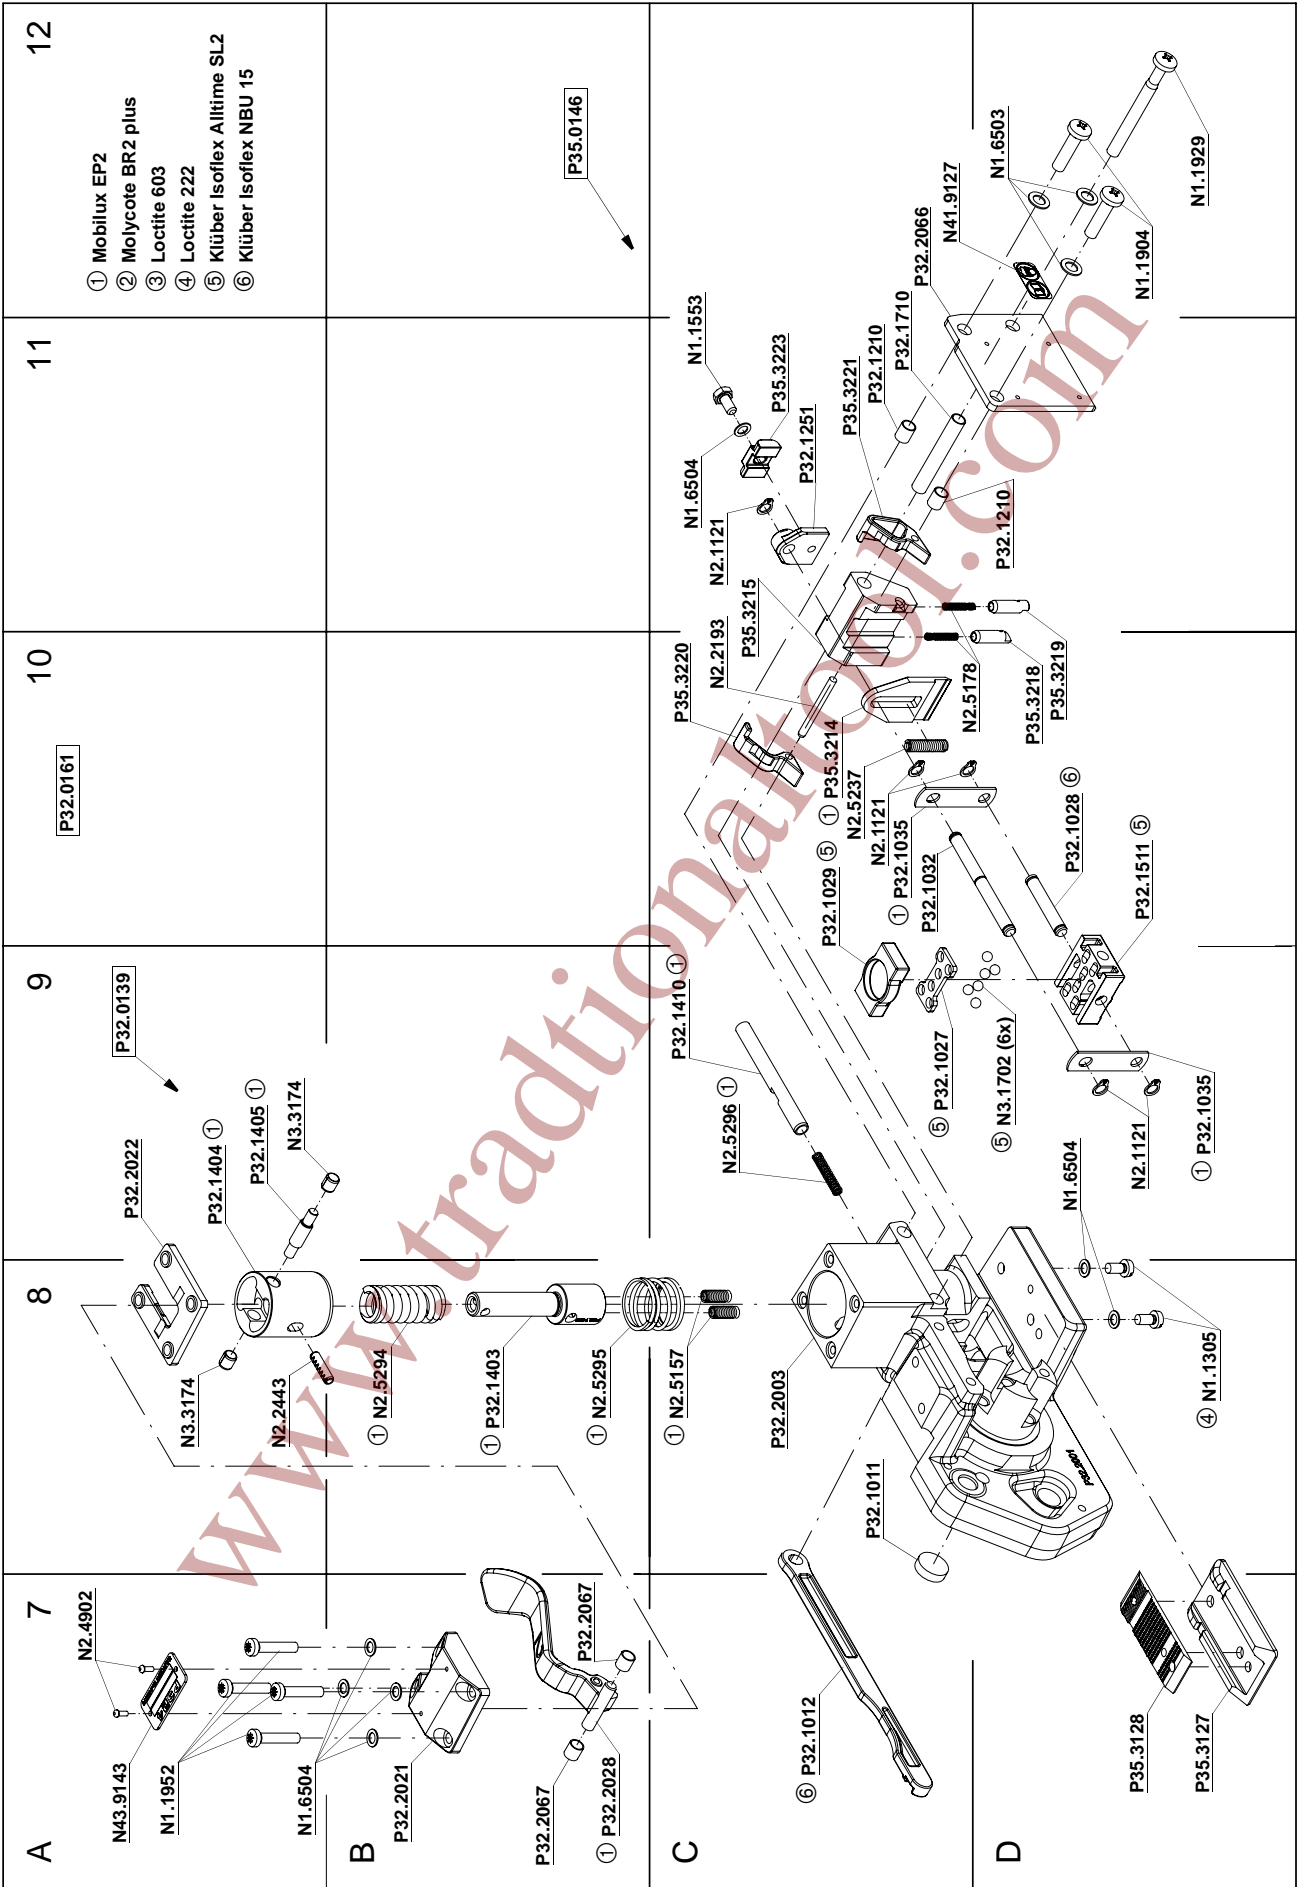 A
B
C
D
7
8
9
10
11
12
① Mobilux EP2
② Molycote BR2 plus
③ Loctite 603
④ Loctite 222
⑤ Klüber Isoflex Alltime SL2
⑥ Klüber Isoflex NBU 15
P32.0139
P32.0161
P35.0146
N2.4902
N43.9143
N1.1952
N1.6504
P32.2021
P32.2067
P32.2067
① P32.2028
P32.2022
P32.1404 ①
P32.1405 ①
N3.3174
N3.3174
N2.2443
① N2.5294
① P32.1403
① N2.5295
① N2.5157
P32.2003
P32.1011
⑥ P32.1012
P35.3128
P35.3127
P32.2001
④ N1.1305
N1.6504
N2.5296 ①
P32.1410 ①
⑤ P32.1027
⑤ N3.1702 (6x)
N2.1121
① P32.1035
P32.1029 ⑤
① P35.3214
N2.5237
N2.1121
① P32.1035
P32.1032
P32.1028 ⑥
P32.1511 ⑤
P35.3220
N2.2193
P35.3215
N2.1121
N1.6504
N1.1553
P35.3223
P32.1251
P35.3221
P32.1210
P32.1710
P32.1210
N2.5178
P35.3218
P35.3219
P32.2066
N41.9127
N1.6503
N1.1904
N1.1929
www.tradtionaltool.com